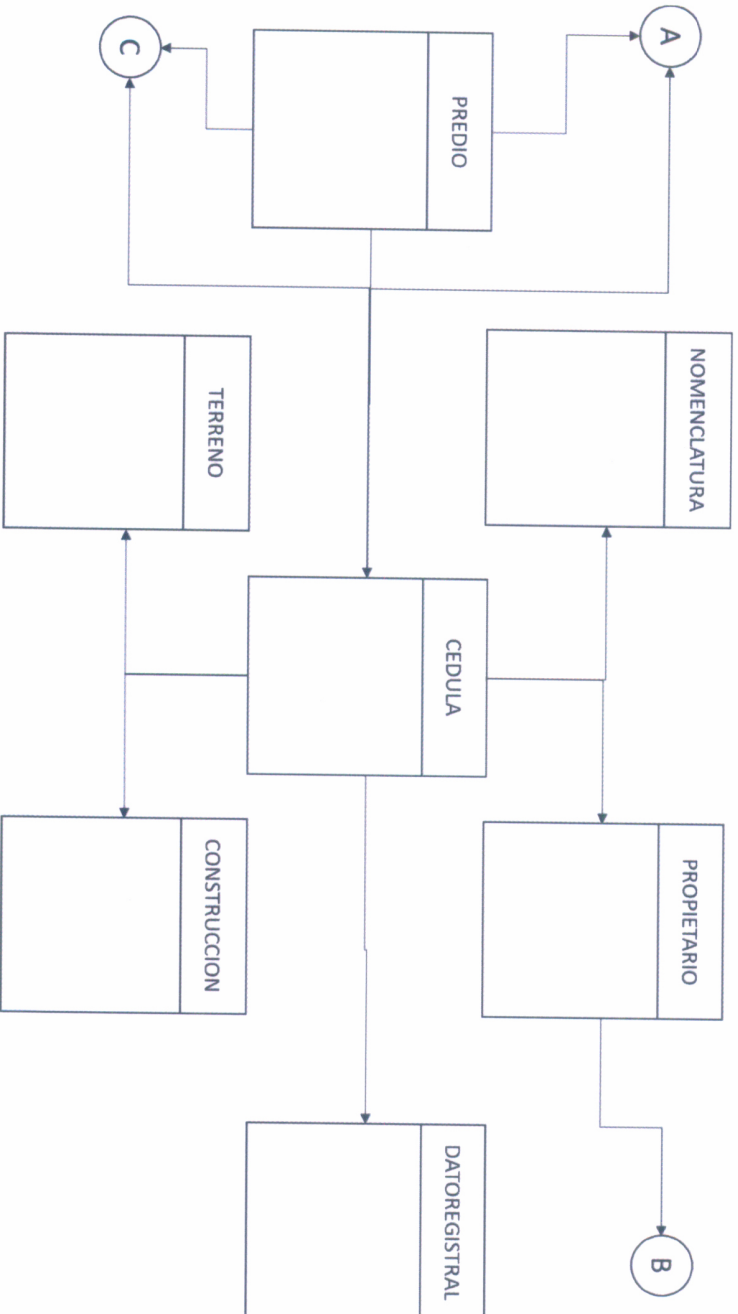 A
B
NOMENCLATURA
PROPIETARIO
PREDIO
CEDULA
DATOREGISTRAL
TERRENO
CONSTRUCCION
C